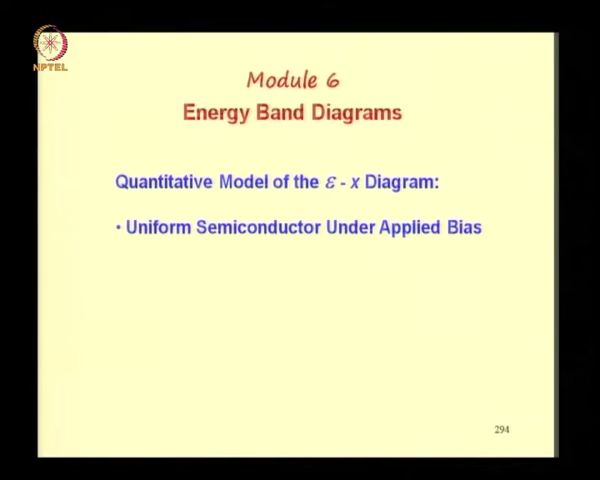 NPTEL
Module 6
Energy Band Diagrams
Quantitative Model of the ε - x Diagram:
• Uniform Semiconductor Under Applied Bias
294